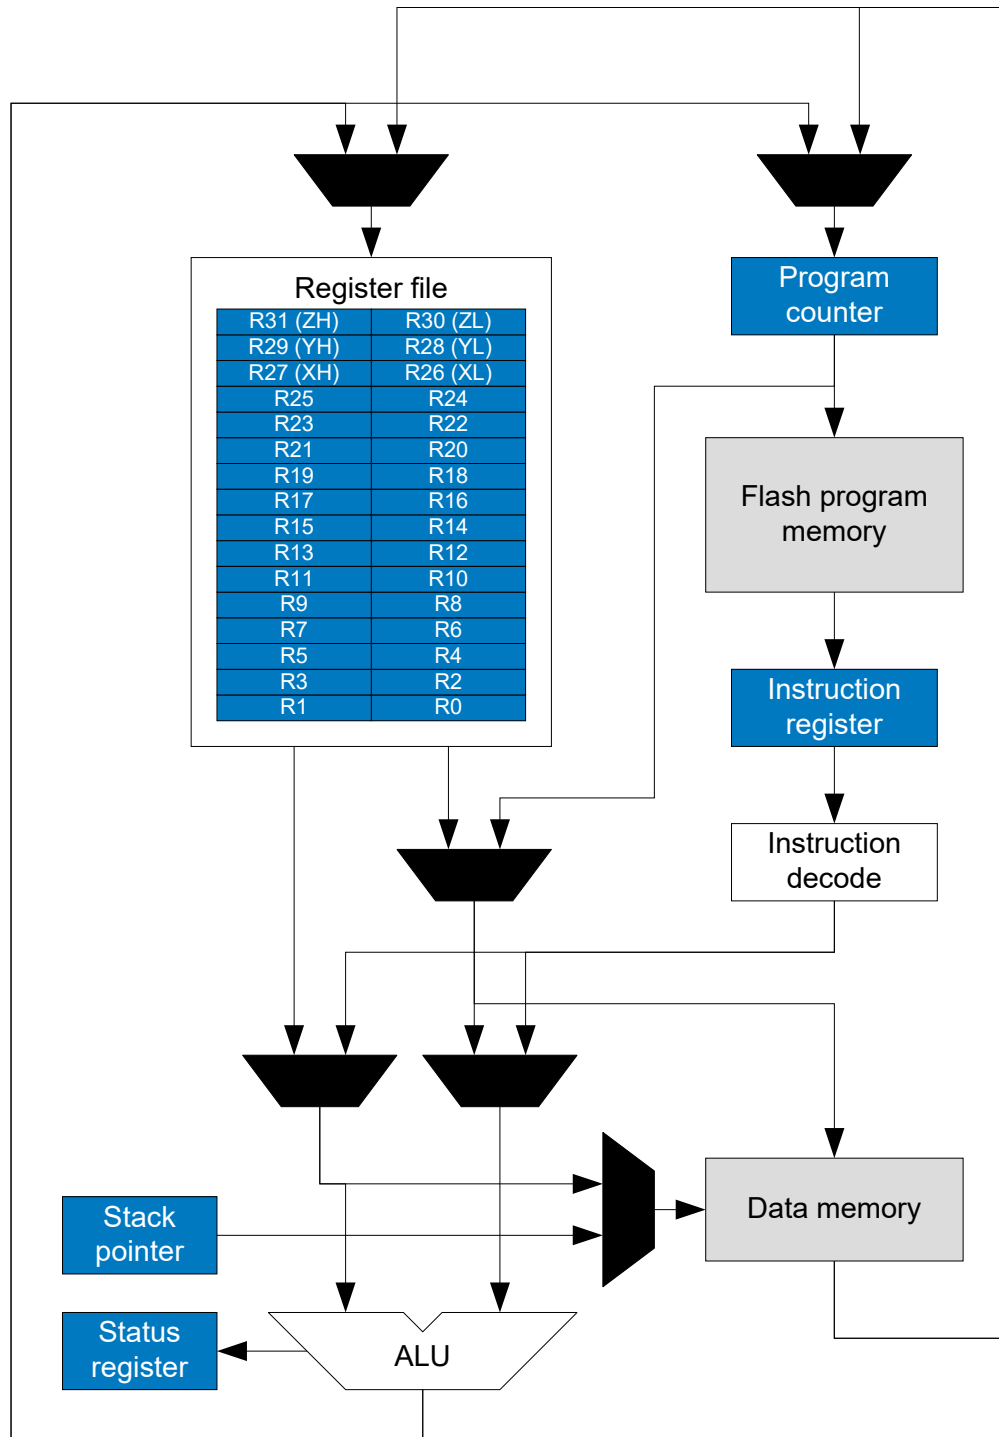 Register file
R31 (ZH) R30 (ZL)
R29 (YH) R28 (YL)
R27 (XH) R26 (XL)
R25 R24
R23 R22
R21 R20
R19 R18
R17 R16
R15 R14
R13 R12
R11 R10
R9 R8
R7 R6
R5 R4
R3 R2
R1 R0
Program
counter
Flash program
memory
Instruction
register
Instruction
decode
Stack
pointer
Data memory
Status
register
ALU